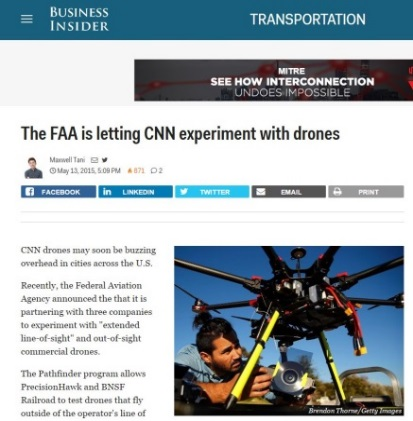 BUSINESS
INSIDER
TRANSPORTATION
MITRE
SEE HOW INTERCONNECTION
UNDOES IMPOSSIBLE
The FAA is letting CNN experiment with drones
Maxwell Tani
May 13, 2015, 5:09 PM 871 2
FACEBOOK
LINKEDIN
TWITTER
EMAIL
PRINT
CNN drones may soon be buzzing
overhead in cities across the U.S.
Recently, the Federal Aviation
Agency announced the that it is
partnering with three companies
to experiment with "extended
line-of-sight" and out-of-sight
commercial drones.
The Pathfinder program allows
PrecisionHawk and BNSF
Railroad to test drones that fly
outside of the operator's line of
Brendon Thorne/Getty Images